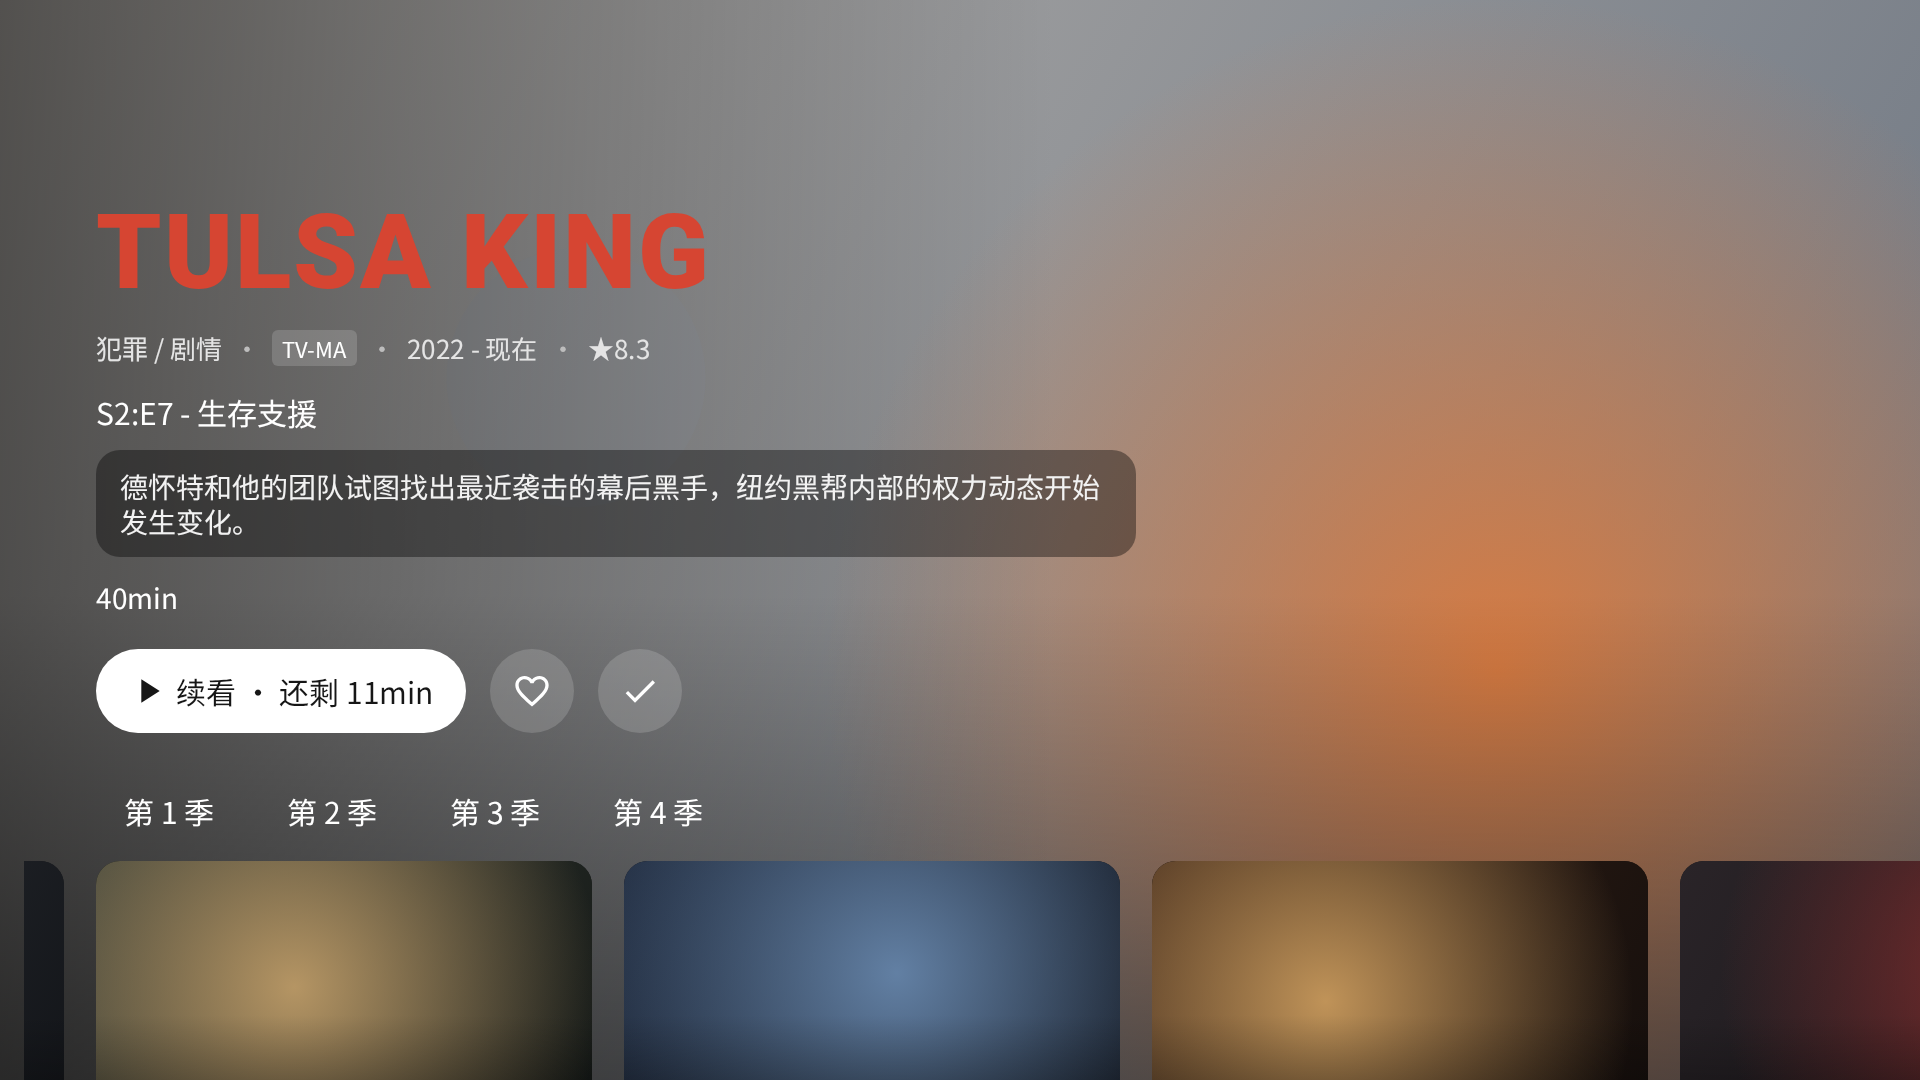 TULSA KING
犯罪 / 剧情 • TV-MA • 2022 - 现在 • ★8.3
S2:E7 - 生存支援
德怀特和他的团队试图找出最近袭击的幕后黑手，纽约黑帮内部的权力动态开始
发生变化。
40min
续看 • 还剩 11min
第 1 季 第 2 季 第 3 季 第 4 季